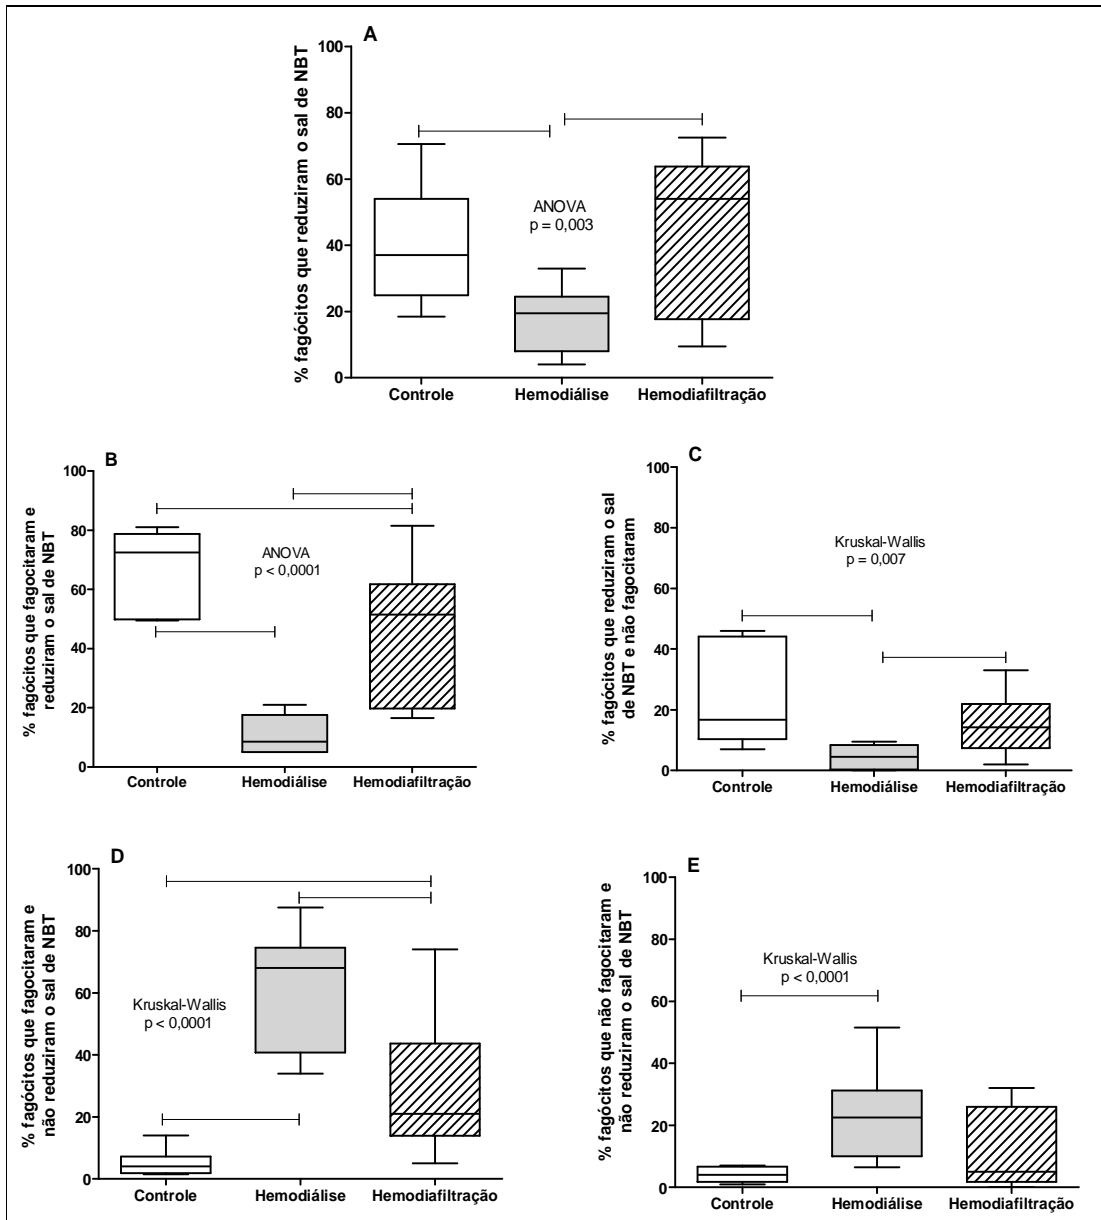 A
% fagócitos que reduziram o sal de NBT
100
80
60
40
20
0
ANOVA
p = 0,003
Controle Hemodiálise Hemodiafiltração
B
% fagócitos que fagocitaram e
reduziram o sal de NBT
100
80
60
40
20
0
ANOVA
p < 0,0001
Controle Hemodiálise Hemodiafiltração
C
% fagócitos que reduziram o sal
de NBT e não fagocitaram
100
80
60
40
20
0
Kruskal-Wallis
p = 0,007
Controle Hemodiálise Hemodiafiltração
D
% fagócitos que fagocitaram e
não reduziram o sal de NBT
100
80
60
40
20
0
Kruskal-Wallis
p < 0,0001
Controle Hemodiálise Hemodiafiltração
E
% fagócitos que não fagocitaram e
não reduziram o sal de NBT
100
80
60
40
20
0
Kruskal-Wallis
p < 0,0001
Controle Hemodiálise Hemodiafiltração